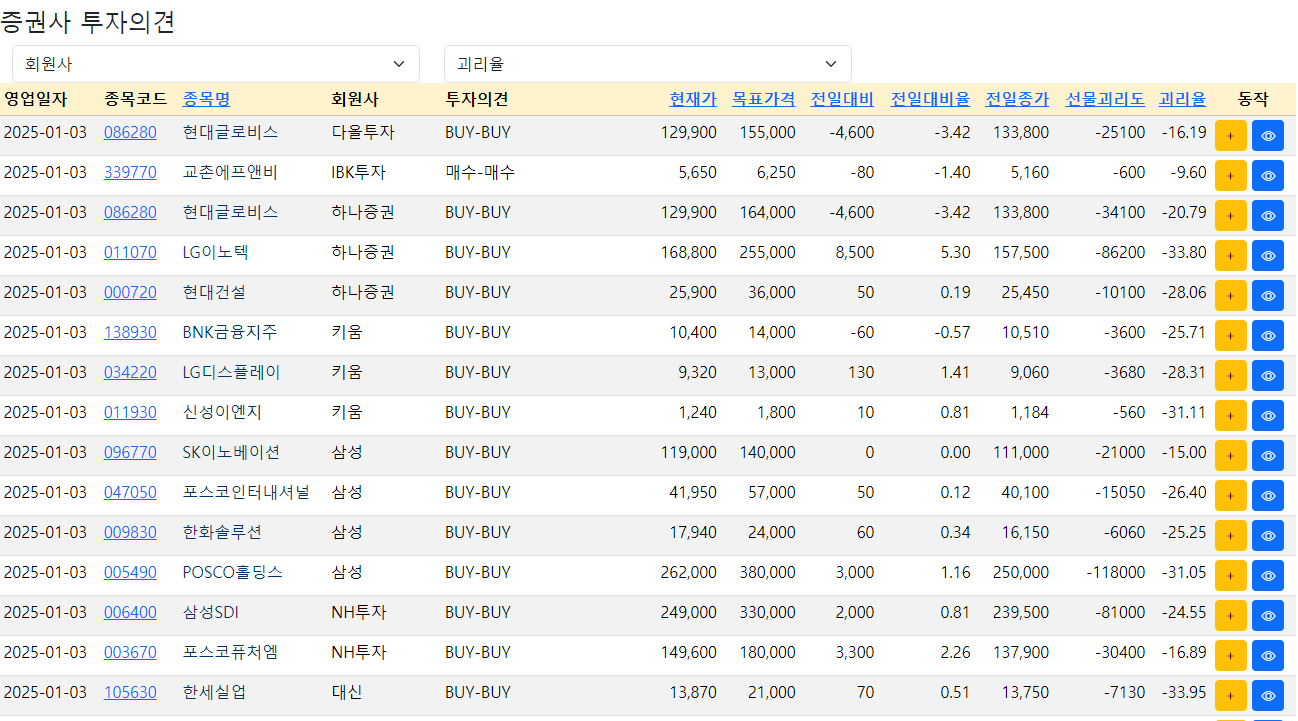 증권사 투자의견
회원사 괴리율
영업일자 종목코드 종목명 회원사 투자의견 현재가 목표가격 전일대비 전일대비율 전일종가 선물괴리도 괴리율 동작
2025-01-03 086280 현대글로비스 다올투자 BUY-BUY 129,900 155,000 -4,600 -3.42 133,800 -25100 -16.19 +
2025-01-03 339770 교촌에프앤비 IBK투자 매수-매수 5,650 6,250 -80 -1.40 5,160 -600 -9.60 +
2025-01-03 086280 현대글로비스 하나증권 BUY-BUY 129,900 164,000 -4,600 -3.42 133,800 -34100 -20.79 +
2025-01-03 011070 LG이노텍 하나증권 BUY-BUY 168,800 255,000 8,500 5.30 157,500 -86200 -33.80 +
2025-01-03 000720 현대건설 하나증권 BUY-BUY 25,900 36,000 50 0.19 25,450 -10100 -28.06 +
2025-01-03 138930 BNK금융지주 키움 BUY-BUY 10,400 14,000 -60 -0.57 10,510 -3600 -25.71 +
2025-01-03 034220 LG디스플레이 키움 BUY-BUY 9,320 13,000 130 1.41 9,060 -3680 -28.31 +
2025-01-03 011930 신성이엔지 키움 BUY-BUY 1,240 1,800 10 0.81 1,184 -560 -31.11 +
2025-01-03 096770 SK이노베이션 삼성 BUY-BUY 119,000 140,000 0 0.00 111,000 -21000 -15.00 +
2025-01-03 047050 포스코인터내셔널 삼성 BUY-BUY 41,950 57,000 50 0.12 40,100 -15050 -26.40 +
2025-01-03 009830 한화솔루션 삼성 BUY-BUY 17,940 24,000 60 0.34 16,150 -6060 -25.25 +
2025-01-03 005490 POSCO홀딩스 삼성 BUY-BUY 262,000 380,000 3,000 1.16 250,000 -118000 -31.05 +
2025-01-03 006400 삼성SDI NH투자 BUY-BUY 249,000 330,000 2,000 0.81 239,500 -81000 -24.55 +
2025-01-03 003670 포스코퓨처엠 NH투자 BUY-BUY 149,600 180,000 3,300 2.26 137,900 -30400 -16.89 +
2025-01-03 105630 한세실업 대신 BUY-BUY 13,870 21,000 70 0.51 13,750 -7130 -33.95 +